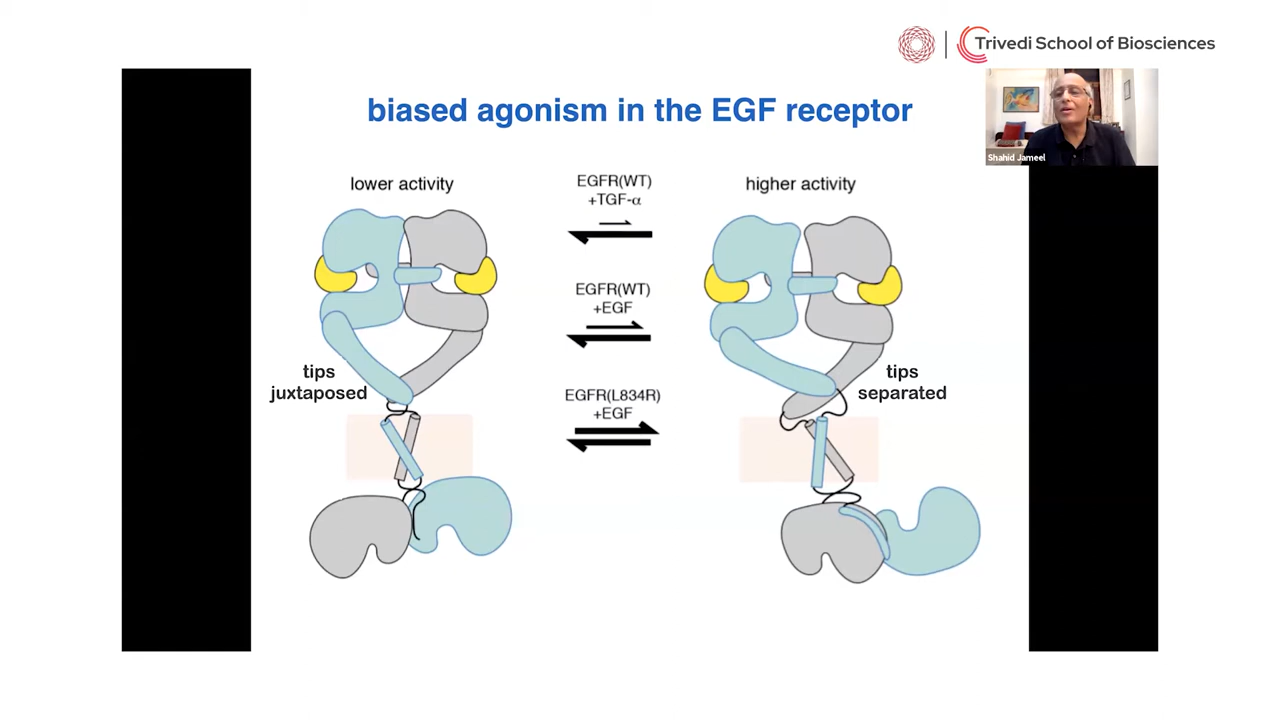 Trivedi School of Biosciences
biased agonism in the EGF receptor
Shahid Jameel
lower activity
EGFR(WT)
+TGF-α
higher activity
EGFR(WT)
+EGF
tips
juxtaposed
EGFR(L834R)
+EGF
tips
separated